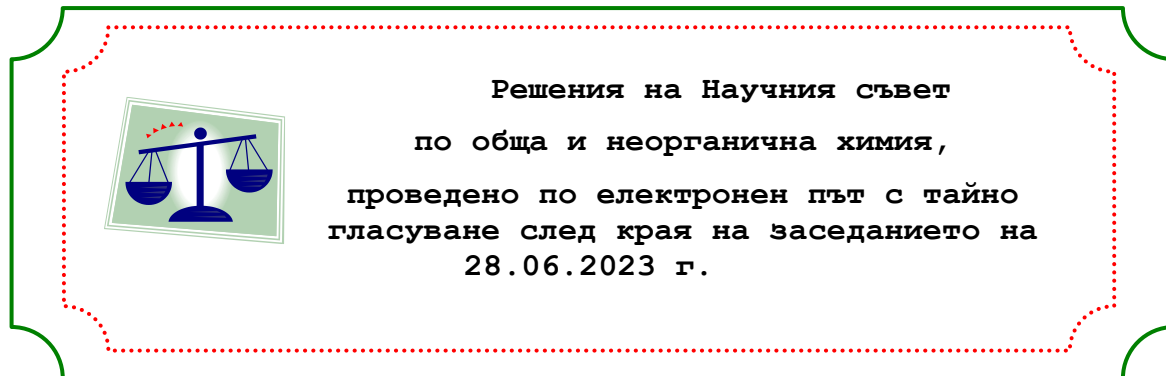 Решения на Научния съвет
по обща и неорганична химия,
проведено по електронен път с тайно
гласуване след края на заседанието на
28.06.2023 г.